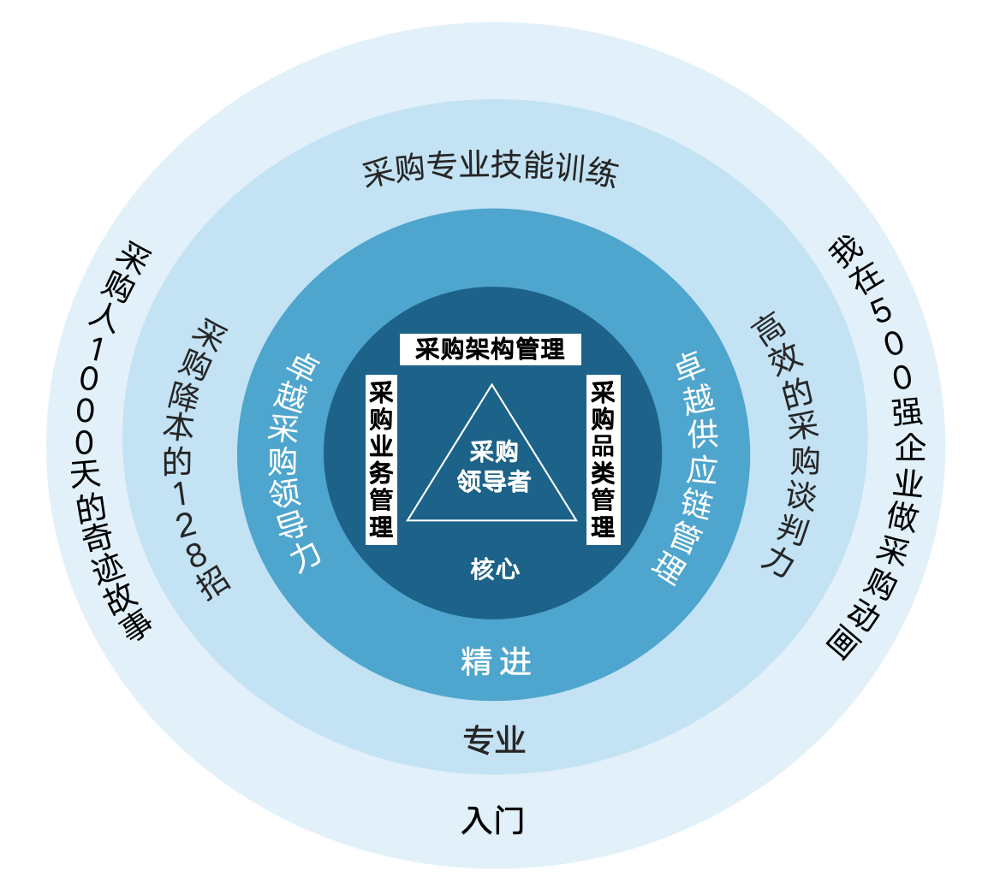 采购专业技能训练
采购人1000天的奇迹故事
我在500强企业做采购动画
采购降本的128招
高效的采购谈判力
卓越采购领导力
卓越供应链管理
采购架构管理
采购业务管理
采购品类管理
采购
领导者
核心
精进
专业
入门